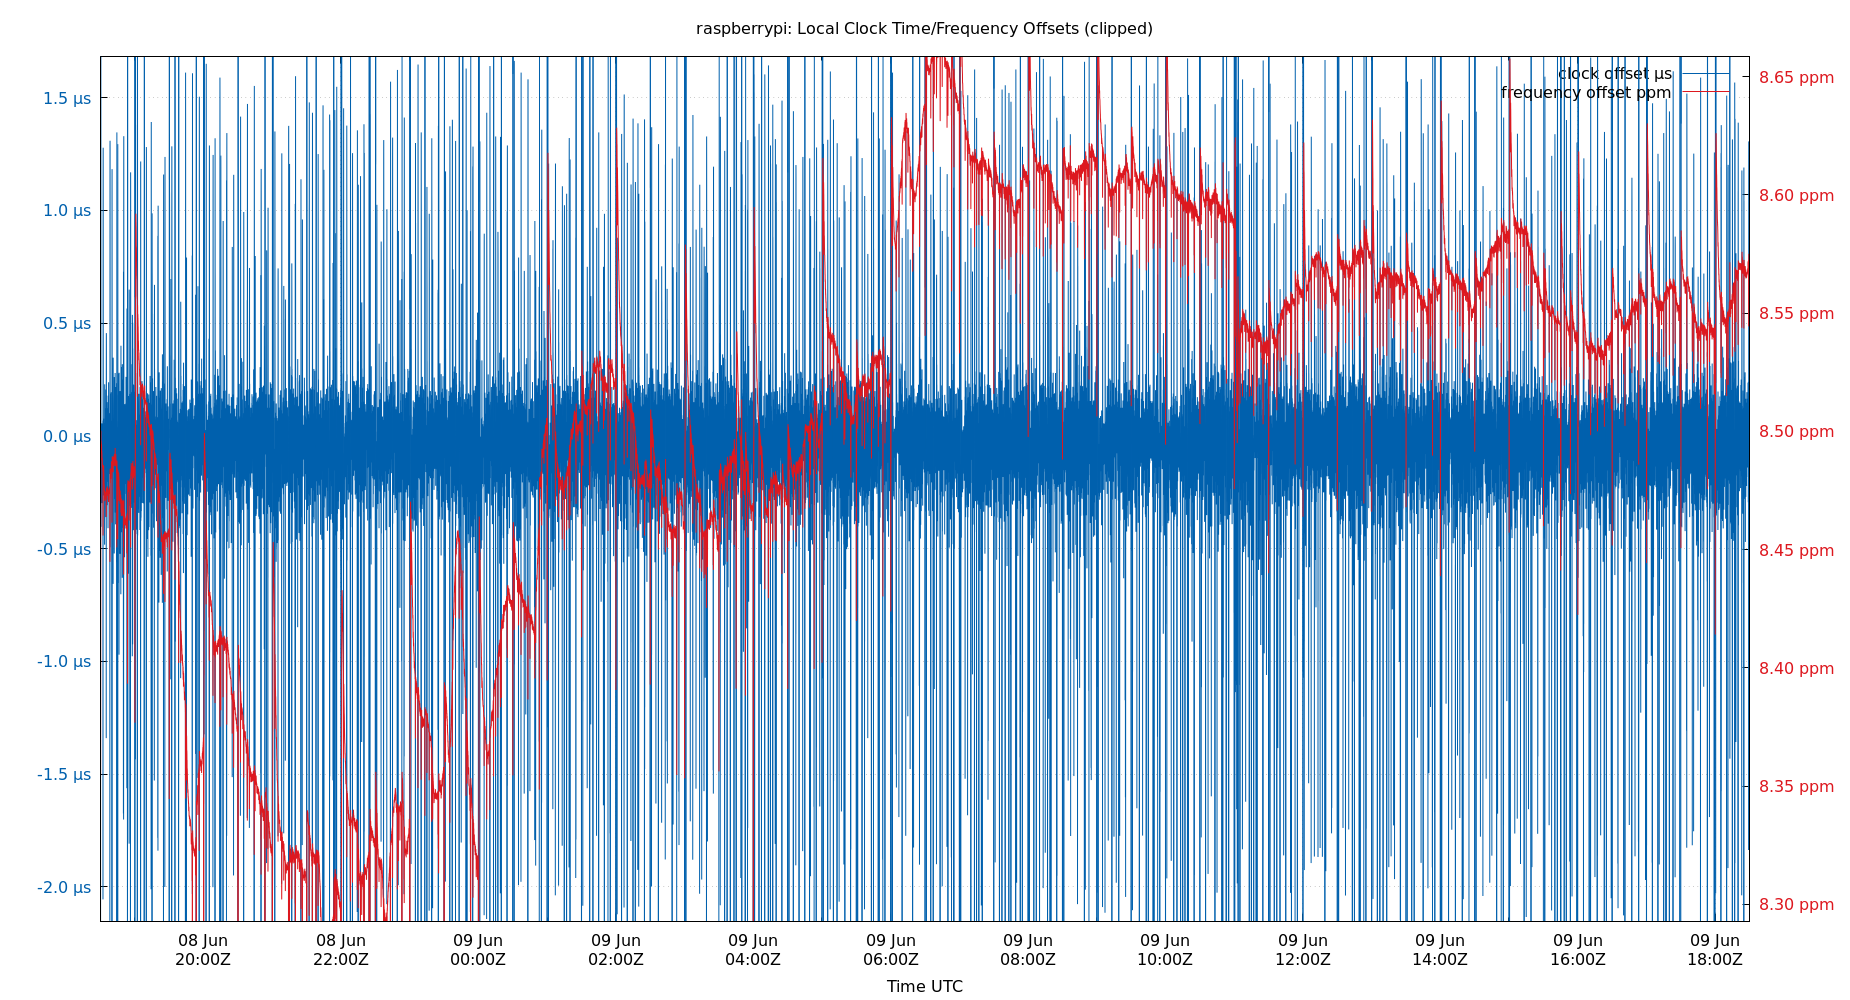 raspberrypi: Local Clock Time/Frequency Offsets (clipped)
clock offset µs
frequency offset ppm
1.5 µs
1.0 µs
0.5 µs
0.0 µs
-0.5 µs
-1.0 µs
-1.5 µs
-2.0 µs
8.65 ppm
8.60 ppm
8.55 ppm
8.50 ppm
8.45 ppm
8.40 ppm
8.35 ppm
8.30 ppm
08 Jun 08 Jun 09 Jun 09 Jun 09 Jun 09 Jun 09 Jun 09 Jun 09 Jun 09 Jun 09 Jun 09 Jun
20:00Z 22:00Z 00:00Z 02:00Z 04:00Z 06:00Z 08:00Z 10:00Z 12:00Z 14:00Z 16:00Z 18:00Z
Time UTC